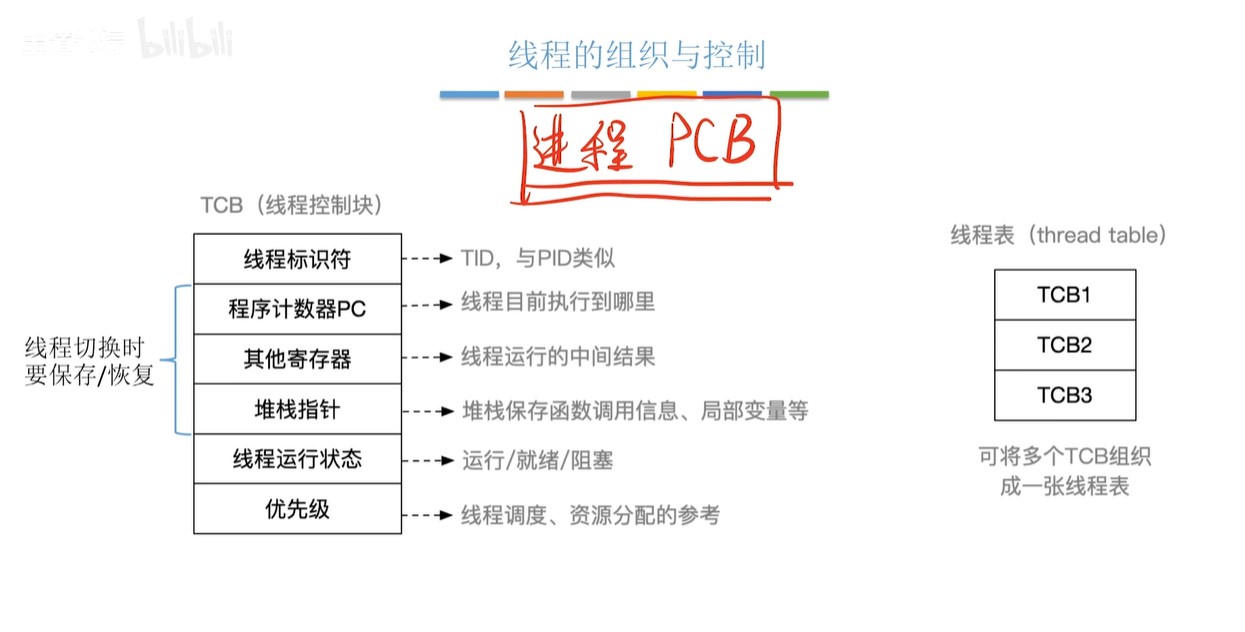 bilibili
线程的组织与控制
进程 PCB
TCB（线程控制块）
线程标识符
TID，与PID类似
程序计数器PC
线程目前执行到哪里
其他寄存器
线程运行的中间结果
堆栈指针
堆栈保存函数调用信息、局部变量等
线程运行状态
运行/就绪/阻塞
优先级
线程调度、资源分配的参考
线程切换时
要保存/恢复
线程表（thread table）
TCB1
TCB2
TCB3
可将多个TCB组织
成一张线程表